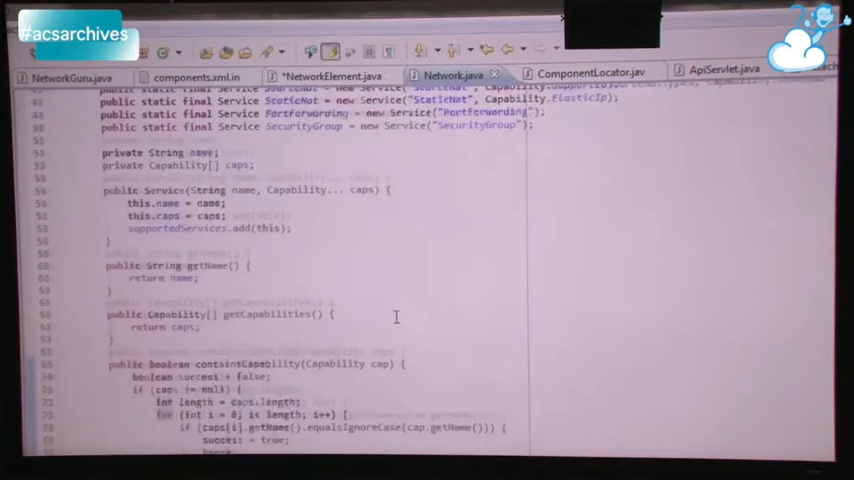 #acsarchives
NetworkGuru.java
components.xml.in
*NetworkElement.java
Network.java
ComponentLocator.jav
ApiServlet.java
public static final Service StaticNat = new Service("StaticNat", Capability.ElasticIp);
public static final Service PortForwarding = new Service("PortForwarding");
public static final Service SecurityGroup = new Service("SecurityGroup");
private String name;
private Capability[] caps;
public Service(String name, Capability... caps) {
this.name = name;
this.caps = caps;
supportedServices.add(this);
}
public String getName() {
return name;
}
public Capability[] getCapabilities() {
return caps;
}
public boolean containsCapability(Capability cap) {
boolean success = false;
if (caps != null) {
int length = caps.length;
for (int i = 0; i< length; i++) {
if (caps[i].getName().equalsIgnoreCase(cap.getName())) {
success = true;